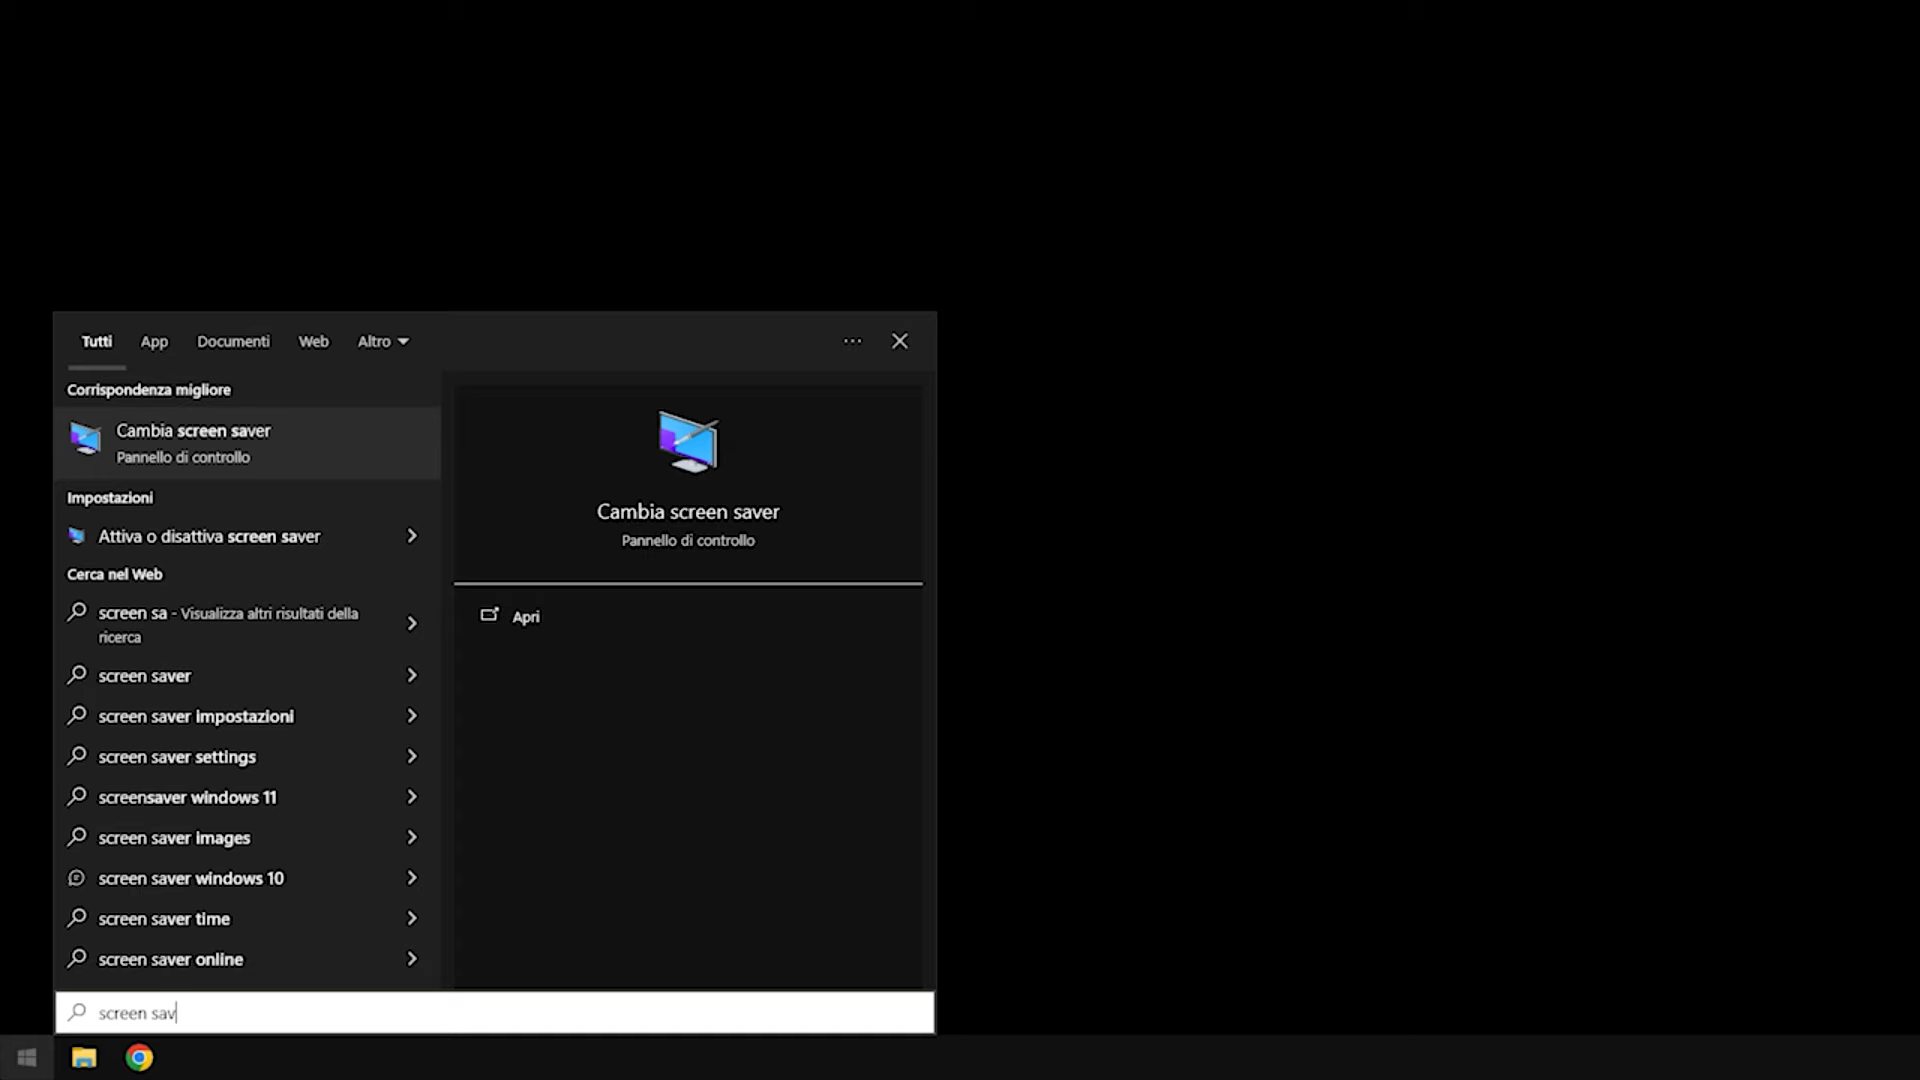 Tutti App Documenti Web Altro
Corrispondenza migliore
Cambia screen saver
Pannello di controllo
Impostazioni
Attiva o disattiva screen saver
Cerca nel Web
screen sa - Visualizza altri risultati della
ricerca
screen saver
screen saver impostazioni
screen saver settings
screensaver windows 11
screen saver images
screen saver windows 10
screen saver time
screen saver online
Cambia screen saver
Pannello di controllo
Apri
screen sav